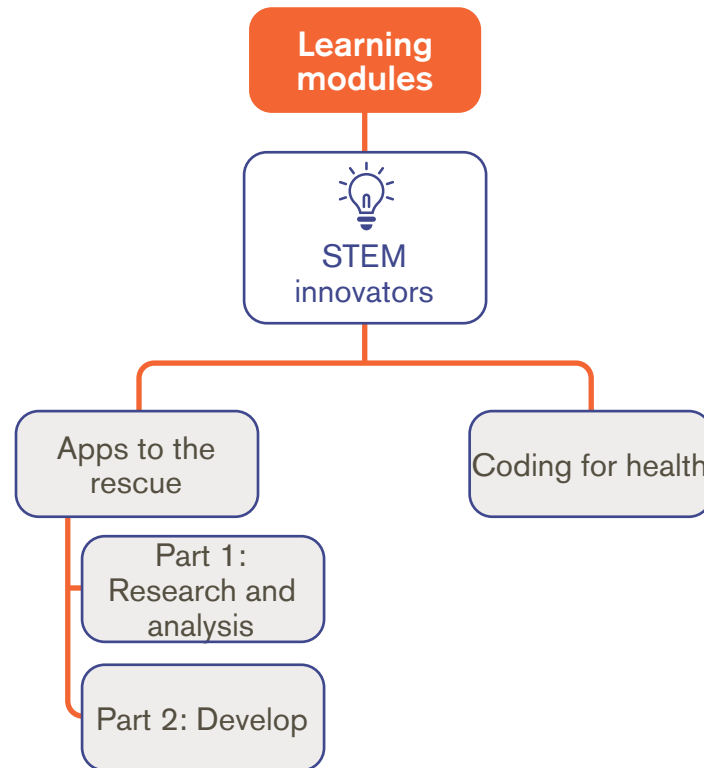 Learning
modules
STEM
innovators
Apps to the
rescue
Coding for health
Part 1:
Research and
analysis
Part 2: Develop